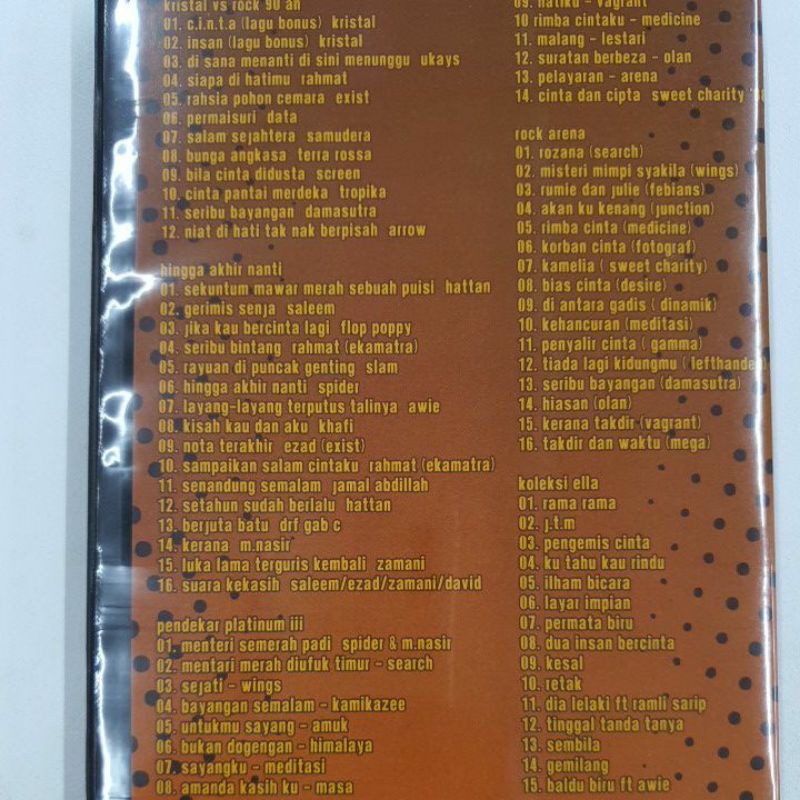 kristal vs rock 90 an
01. c.i.n.t.a (lagu bonus) kristal
02. insan (lagu bonus) kristal
03. di sana menanti di sini menunggu ukays
04. siapa di hatimu rahmat
05. rahsia pohon cemara exist
06. permaisuri data
07. salam sejahtera samudera
08. bunga angkasa terra rossa
09. bila cinta didusta screen
10. cinta pantai merdeka tropika
11. seribu bayangan damasutra
12. niat di hati tak nak berpisah arrow
hingga akhir nanti
01. sekuntum mawar merah sebuah puisi hattan
02. gerimis senja saleem
03. jika kau bercinta lagi flop poppy
04. seribu bintang rahmat (ekamatra)
05. rayuan di puncak genting slam
06. hingga akhir nanti spider
07. layang-layang terputus talinya awie
08. kisah kau dan aku khafi
09. nota terakhir ezad (exist)
10. sampaikan salam cintaku rahmat (ekamatra)
11. senandung semalam jamal abdillah
12. setahun sudah berlalu hattan
13. berjuta batu drf gab c
14. kerana m.nasir
15. luka lama terguris kembali zamani
16. suara kekasih saleem/ezad/zamani/david
pendekar platinum iii
01. menteri semerah padi spider & m.nasir
02. mentari merah diufuk timur - search
03. sejati - wings
04. bayangan semalam - kamikazee
05. untukmu sayang - amuk
06. bukan dogengan - himalaya
07. sayangku - meditasi
08. amanda kasih ku - masa
09. hatiku - vagrant
10 rimba cintaku - medicine
11. malang - lestari
12. suratan berbeza - olan
13. pelayaran - arena
14. cinta dan cipta sweet charity
rock arena
01. rozana (search)
02. misteri mimpi syakila (wings)
03. rumie dan julie (febians)
04. akan ku kenang (junction)
05. rimba cinta (medicine)
06. korban cinta (fotograf)
07. kamelia ( sweet charity)
08. bias cinta (desire)
09. di antara gadis ( dinamik)
10. kehancuran (meditasi)
11. penyalir cinta ( gamma)
12. tiada lagi kidungmu ( lefthanded
13. seribu bayangan (damasutra)
14. hiasan (olan)
15. kerana takdir (vagrant)
16. takdir dan waktu (mega)
koleksi ella
01. rama rama
02. j.t.m
03. pengemis cinta
04. ku tahu kau rindu
05. ilham bicara
06. layar impian
07. permata biru
08. dua insan bercinta
09. kesal
10. retak
11. dia lelaki ft ramli sarip
12. tinggal tanda tanya
13. sembila
14. gemilang
15. baldu biru ft awie